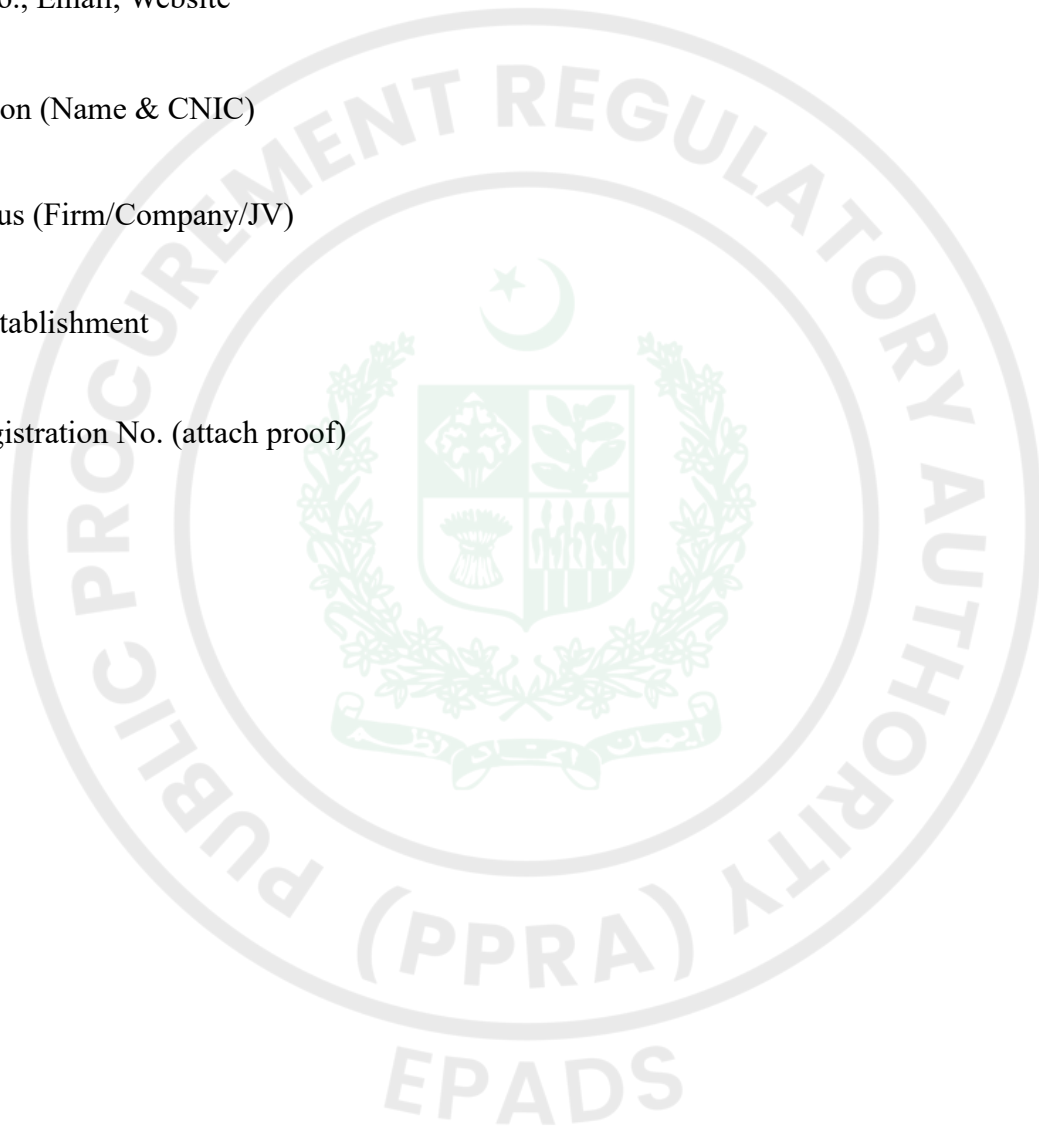 o., Email, Website
on (Name & CNIC)
us (Firm/Company/JV)
tablishment
gistration No. (attach proof)
PUBLIC PROCUREMENT REGULATORY AUTHORITY
(PPRA)
EPADS